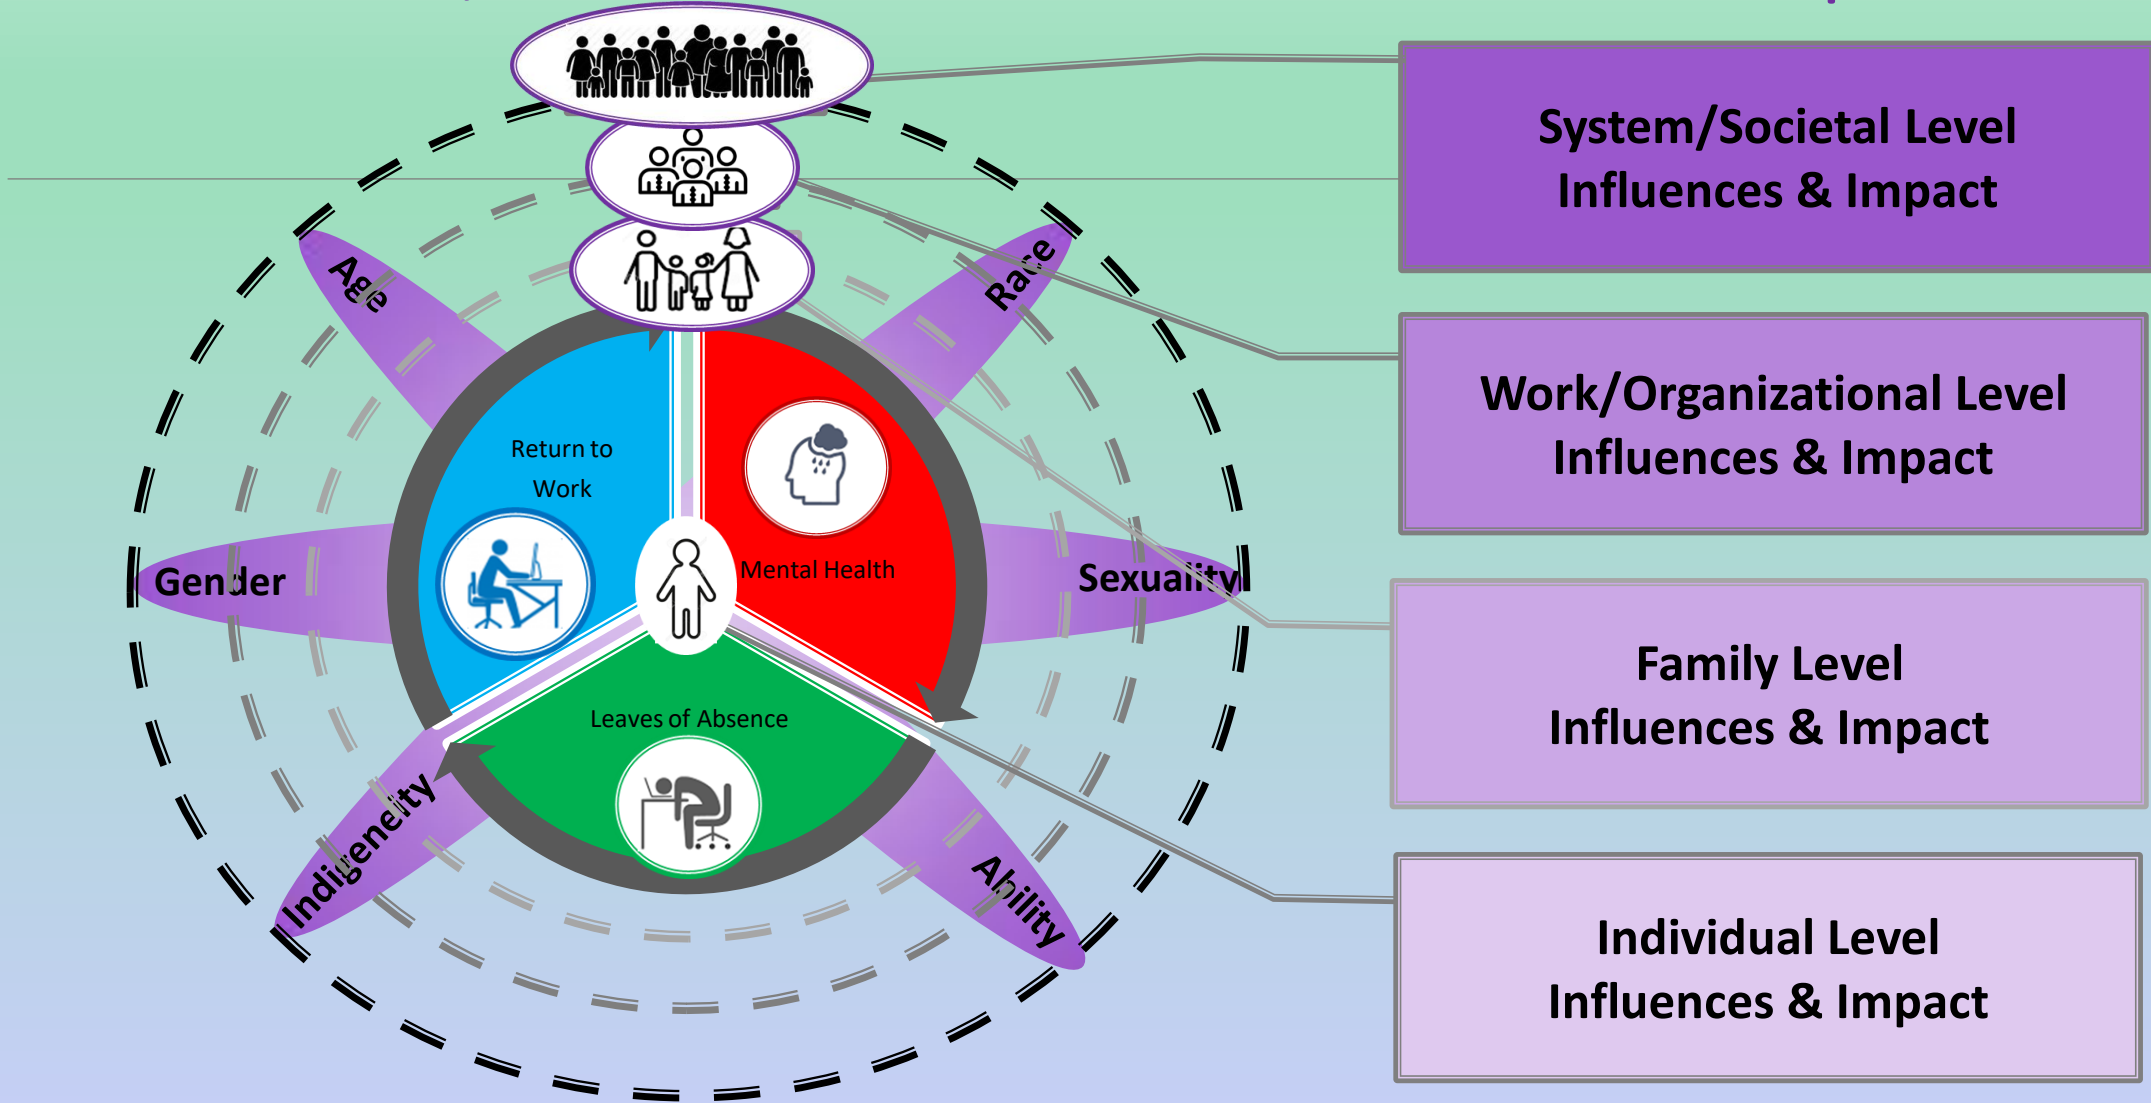 System/Societal Level
Influences & Impact
Age
Race
Work/Organizational Level
Influences & Impact
Return to
Work
Mental Health
Gender
Sexuality
Family Level
Influences & Impact
Leaves of Absence
Indigeneity
Ability
Individual Level
Influences & Impact